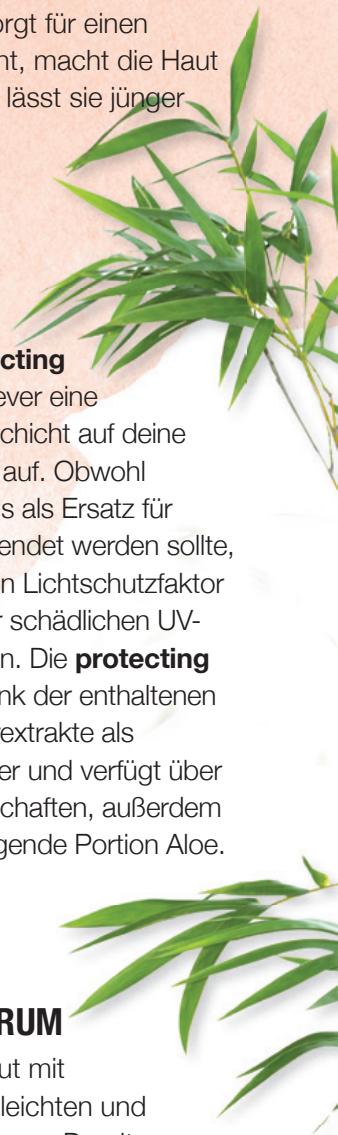 orgt für einen
nt, macht die Haut
lässt sie jünger
cting
ever eine
chicht auf deine
auf. Obwohl
s als Ersatz für
endet werden sollte,
n Lichtschutzfaktor
r schädlichen UV-
n. Die protecting
nk der enthaltenen
rextrakte als
er und verfügt über
chaften, außerdem
gende Portion Aloe.
RUM
ut mit
leichten und